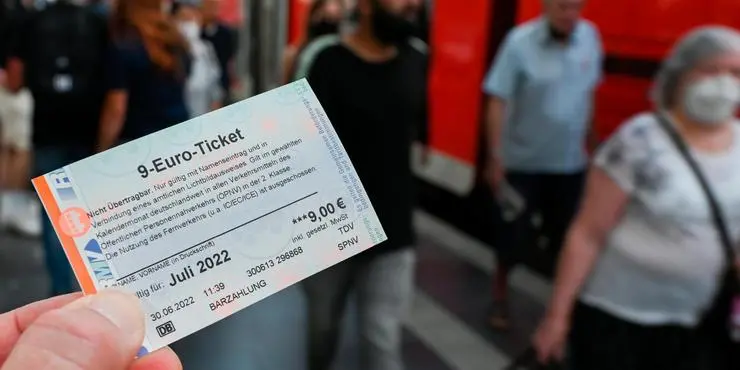 9-Euro-Ticket
Nicht Übertragbar. Nur gültig mit Namenseintrag und in
Verbindung eines amtlichen Lichtbildausweises. Gilt im gewählten
Kalendermonat deutschlandweit in allen Verkehrsmitteln des
Öffentlichen Personennahverkehrs (ÖPNV) in der 2. Klasse.
Die Nutzung des Fernverkehrs (u.a. IC/EC/ICE) ist ausgeschlossen.
NAME, VORNAME (in Druckschrift)
***9,00€
ltig für: Juli 2022
inkl. gesetzl. MwSt
30.06.2022 11:39 300613 296868 TDV
BARZAHLUNG SPNV
DB